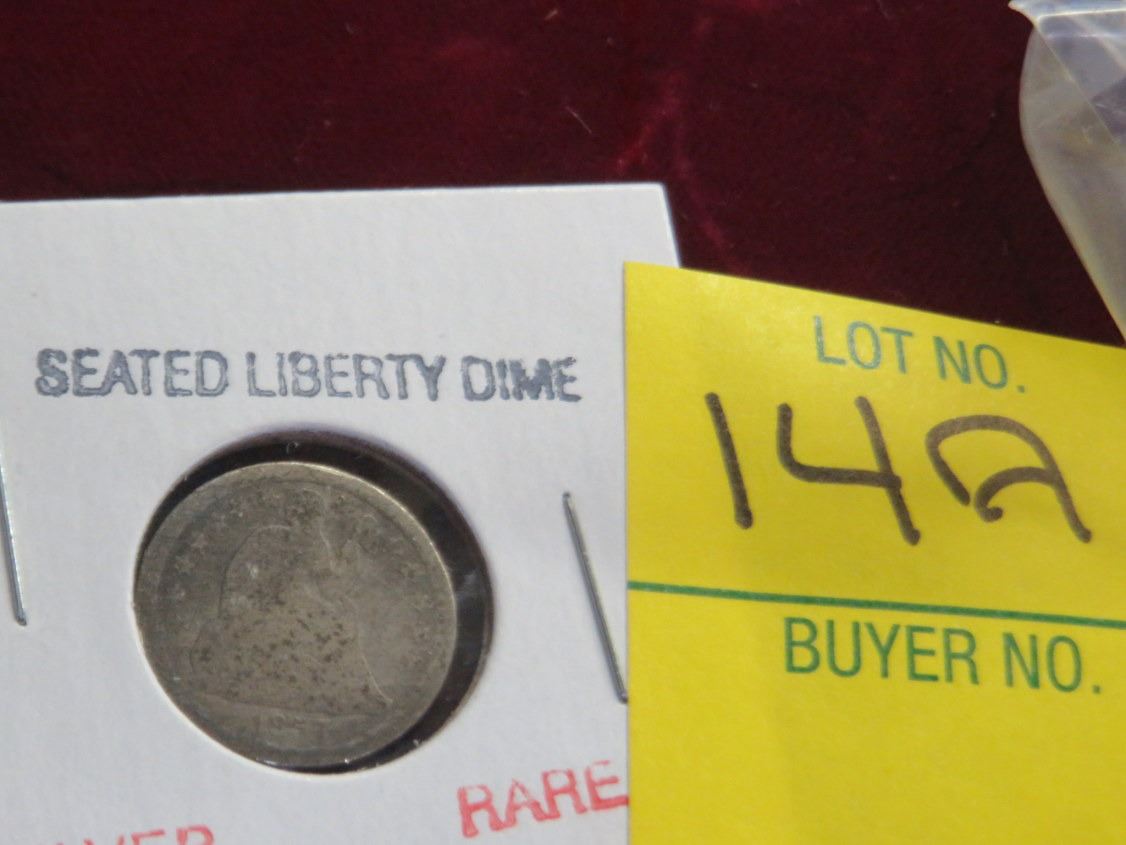 SEATED LIBERTY DIME
LOT NO.
142
BUYER NO.
RARE